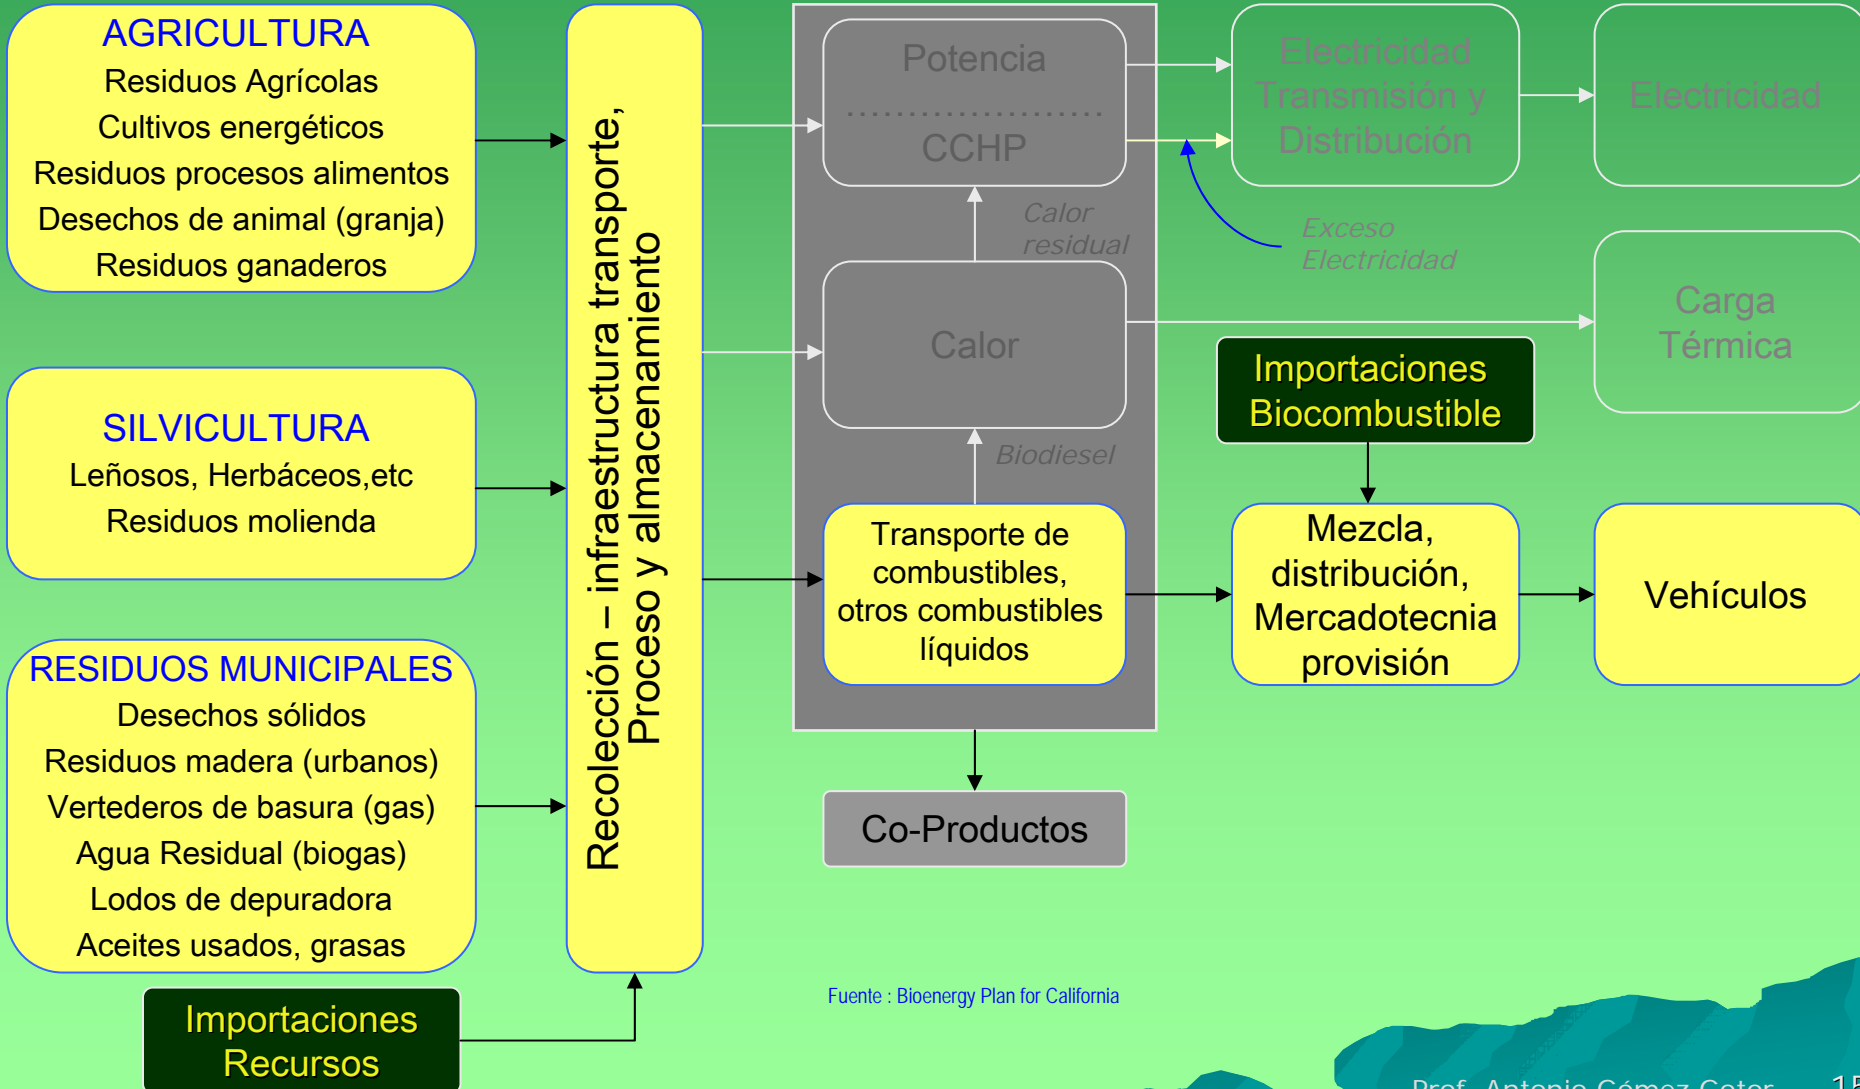 AGRICULTURA
Residuos Agrícolas
Cultivos energéticos
Residuos procesos alimentos
Desechos de animal (granja)
Residuos ganaderos
SILVICULTURA
Leñosos, Herbáceos,etc
Residuos molienda
RESIDUOS MUNICIPALES
Desechos sólidos
Residuos madera (urbanos)
Vertederos de basura (gas)
Agua Residual (biogas)
Lodos de depuradora
Aceites usados, grasas
Importaciones
Recursos
Recolección – infraestructura transporte,
Proceso y almacenamiento
Potencia
.....................
CCHP
Calor
residual
Calor
Biodiesel
Transporte de
combustibles,
otros combustibles
líquidos
Co-Productos
Electricidad
Transmisión y
Distribución
Exceso
Electricidad
Electricidad
Carga
Térmica
Importaciones
Biocombustible
Mezcla,
distribución,
Mercadotecnia
provisión
Vehículos
Fuente : Bioenergy Plan for California
Prof. Antonio Gómez Gotor